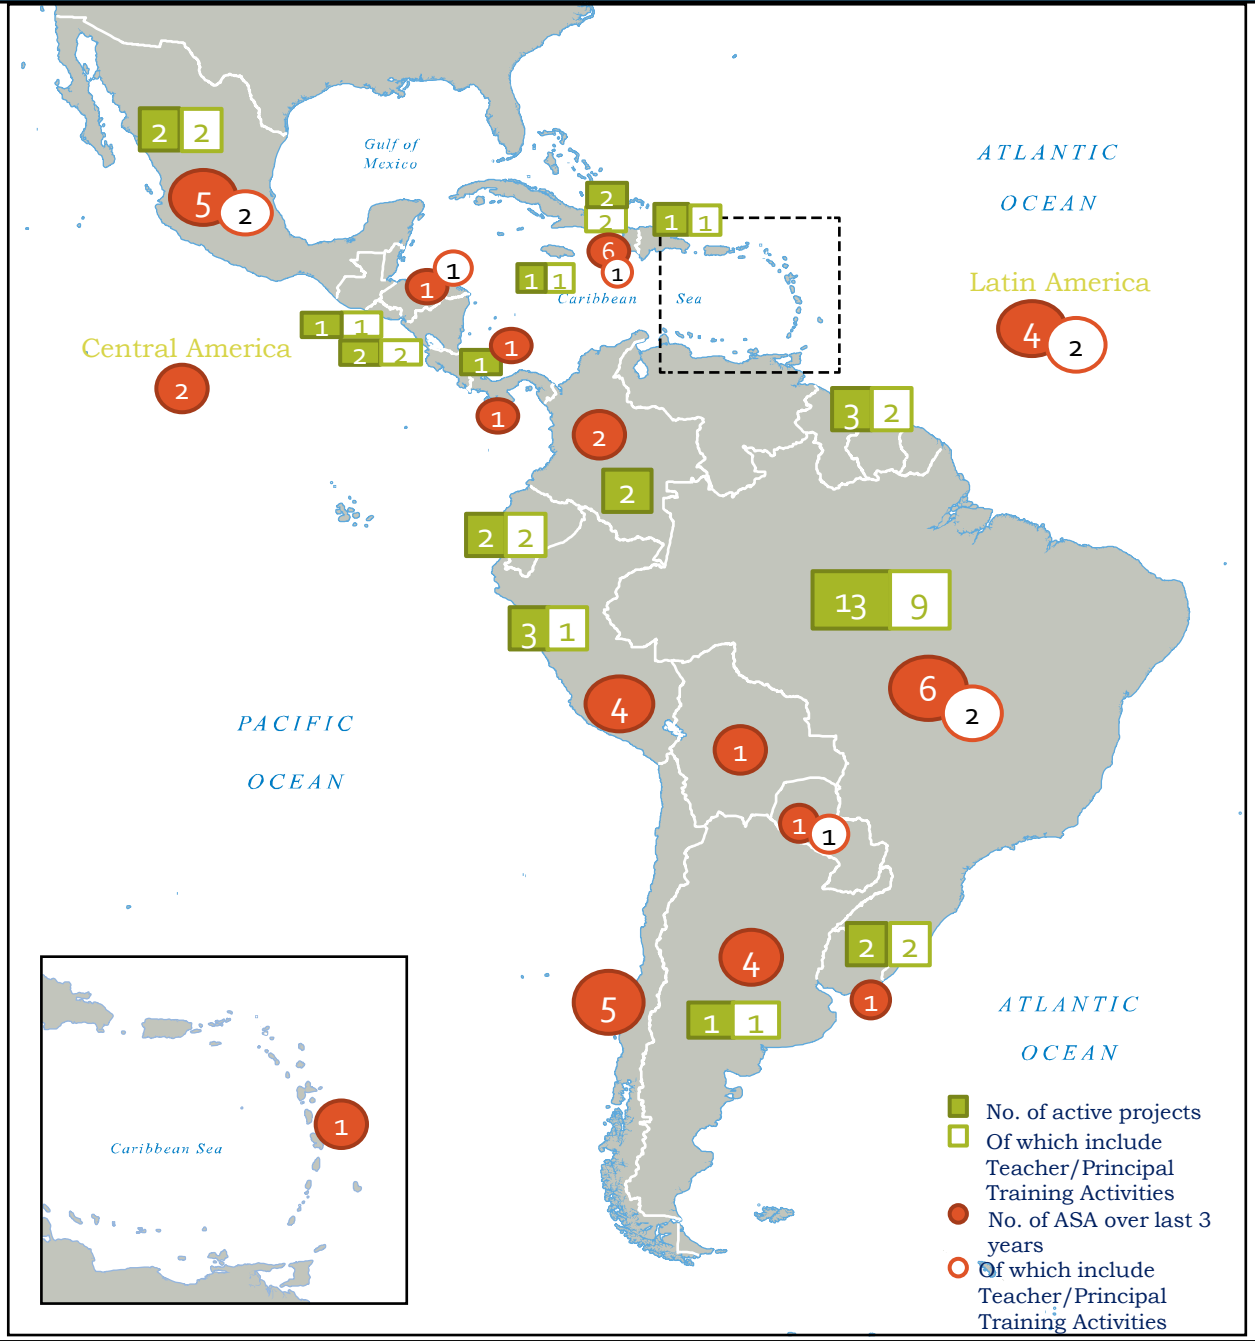 2 2
Gulf of
Mexico
ATLANTIC
OCEAN
5 2
2
2
1 1
6
1
1 1
1
1
Caribbean Sea
Latin America
4 2
1 1
2 2
Central America
2
1
1
1
3 2
2
2
2 2
13 9
3 1
6
2
4
PACIFIC
OCEAN
1
1 1
2 2
4
5
1
1 1
ATLANTIC
OCEAN
1
Caribbean Sea
No. of active projects
Of which include
Teacher/Principal
Training Activities
No. of ASA over last 3
years
Of which include
Teacher/Principal
Training Activities